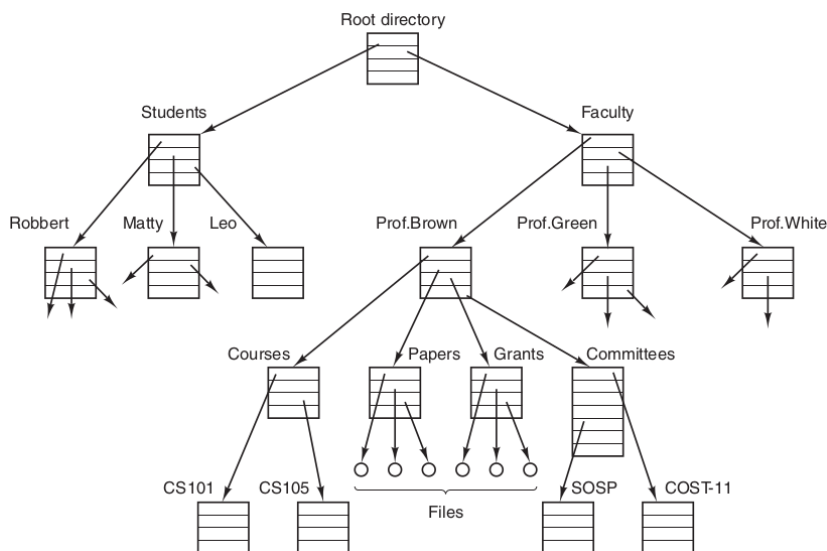 Root directory
Students
Faculty
Robbert
Matty
Leo
Prof.Brown
Prof.Green
Prof.White
Courses
Papers
Grants
Committees
CS101
CS105
Files
SOSP
COST-11